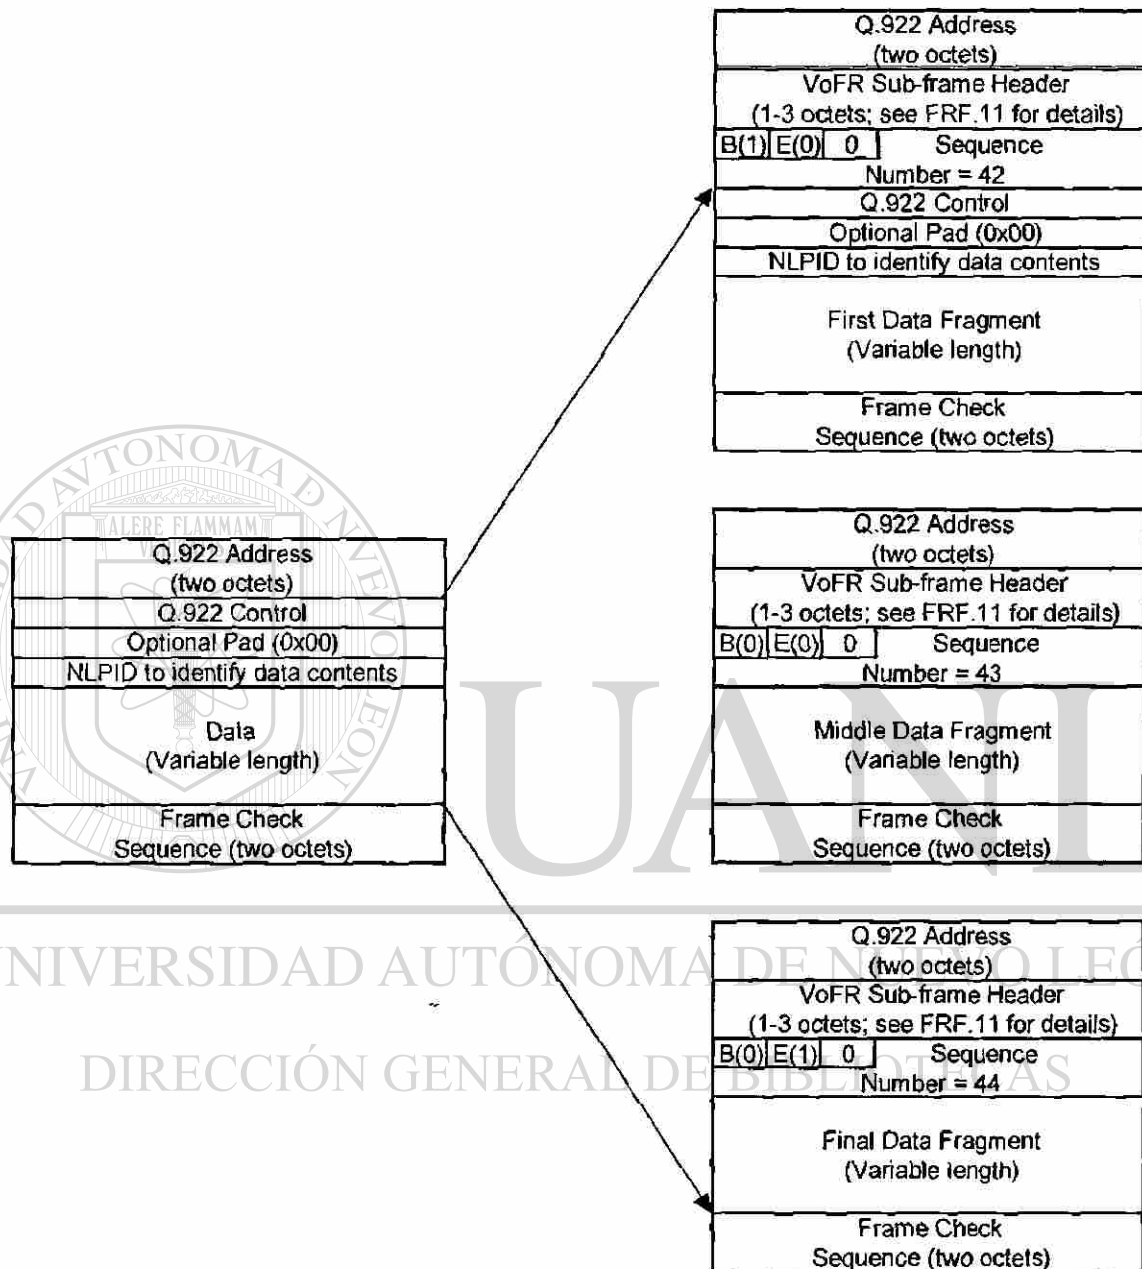 Q.922 Address
(two octets)
VoFR Sub-frame Header
(1-3 octets; see FRF.11 for details)
B(1) E(0) 0 Sequence
Number = 42
Q.922 Control
Optional Pad (0x00)
NLPID to identify data contents
First Data Fragment
(Variable length)
Frame Check
Sequence (two octets)
Q.922 Address
(two octets)
Q.922 Control
Optional Pad (0x00)
NLPID to identify data contents
Data
(Variable length)
Frame Check
Sequence (two octets)
Q.922 Address
(two octets)
VoFR Sub-frame Header
(1-3 octets; see FRF.11 for details)
B(0) E(0) 0 Sequence
Number = 43
Middle Data Fragment
(Variable length)
Frame Check
Sequence (two octets)
Q.922 Address
(two octets)
VoFR Sub-frame Header
(1-3 octets; see FRF.11 for details)
B(0) E(1) 0 Sequence
Number = 44
Final Data Fragment
(Variable length)
Frame Check
Sequence (two octets)
ALERE FLAMMAM
UANL
DIRECCIÓN GENERAL DE BIBLIOTECAS